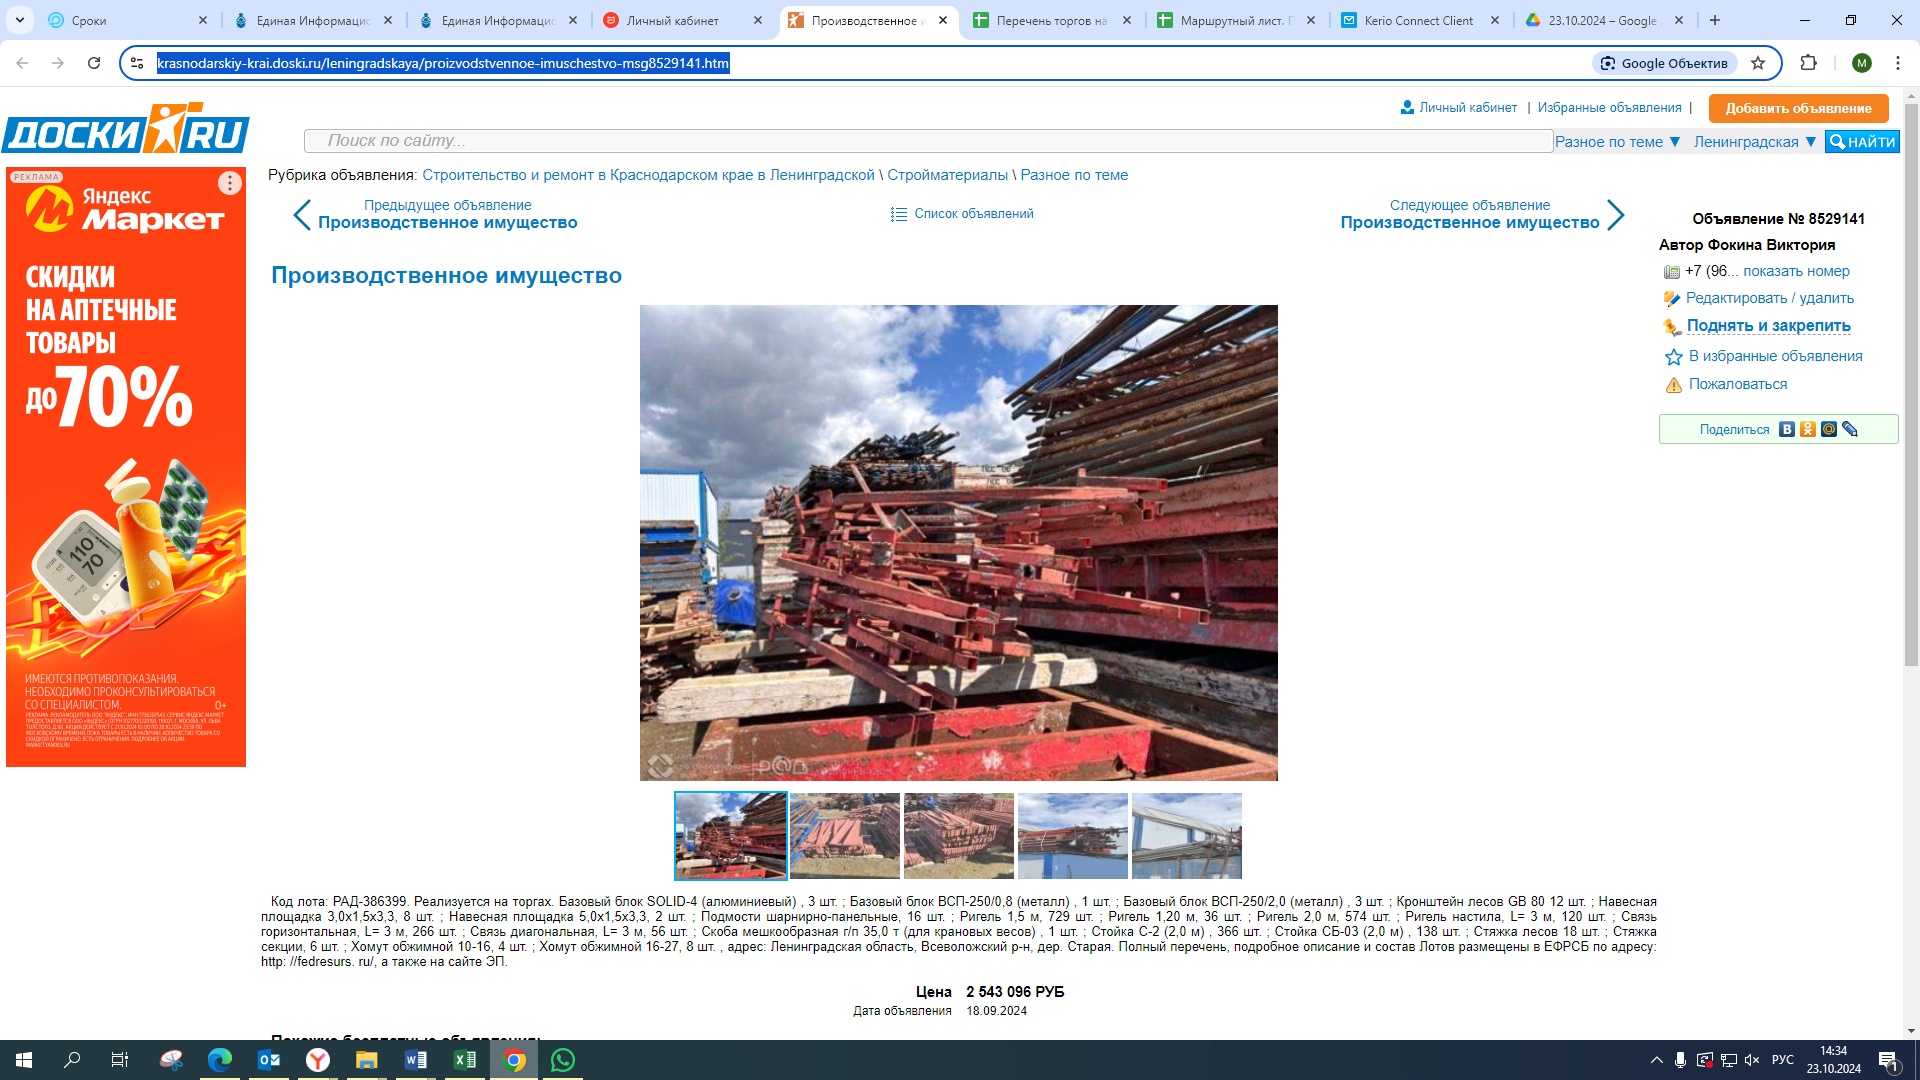 Сроки
Единая Информацио
Единая Информацио
Личный кабинет
Производственное и
Перечень торгов на
Маршрутный лист. Г
Kerio Connect Client
23.10.2024 – Google
krasnodarskiy-krai.doski.ru/leningradskaya/proizvodstvennoe-imuschestvo-msg8529141.htm
Google Объектив
M
Личный кабинет | Избранные объявления |
Добавить объявление
ДОСКИ RU
Поиск по сайту...
Разное по теме ▼
Ленинградская ▼
НАЙТИ
РЕКЛАМА
Яндекс
Маркет
СКИДКИ
НА АПТЕЧНЫЕ
ТОВАРЫ
ДО 70%
110
70
ИМЕЮТСЯ ПРОТИВОПОКАЗАНИЯ.
НЕОБХОДИМО ПРОКОНСУЛЬТИРОВАТЬСЯ
СО СПЕЦИАЛИСТОМ.
0+
Рубрика объявления: Строительство и ремонт в Краснодарском крае в Ленинградской \ Стройматериалы \ Разное по теме
Предыдущее объявление
Производственное имущество
Список объявлений
Следующее объявление
Производственное имущество
Производственное имущество
Объявление № 8529141
Автор Фокина Виктория
+7 (96... показать номер
Редактировать / удалить
Поднять и закрепить
В избранные объявления
Пожаловаться
Поделиться
Код лота: РАД-386399. Реализуется на торгах. Базовый блок SOLID-4 (алюминиевый) , 3 шт. ; Базовый блок ВСП-250/0,8 (металл) , 1 шт. ; Базовый блок ВСП-250/2,0 (металл) , 3 шт. ; Кронштейн лесов GB 80 12 шт. ; Навесная
площадка 3,0х1,5х3,3, 8 шт. ; Навесная площадка 5,0х1,5х3,3, 2 шт. ; Подмости шарнирно-панельные, 16 шт. ; Ригель 1,5 м, 729 шт. ; Ригель 1,20 м, 36 шт. ; Ригель 2,0 м, 574 шт. ; Ригель настила, L= 3 м, 120 шт. ; Связь
горизонтальная, L= 3 м, 266 шт. ; Связь диагональная, L= 3 м, 56 шт. ; Скоба мешкообразная г/п 35,0 т (для крановых весов) , 1 шт. ; Стойка С-2 (2,0 м) , 366 шт. ; Стойка СБ-03 (2,0 м) , 138 шт. ; Стяжка лесов 18 шт. ; Стяжка
секции, 6 шт. ; Хомут обжимной 10-16, 4 шт. ; Хомут обжимной 16-27, 8 шт. , адрес: Ленинградская область, Всеволожский р-н, дер. Старая. Полный перечень, подробное описание и состав Лотов размещены в ЕФРСБ по адресу:
http: //fedresurs. ru/, а также на сайте ЭП.
Цена 2 543 096 РУБ
Дата объявления 18.09.2024
Похожие бесплатные объявления:
РУС
14:34
23.10.2024
1